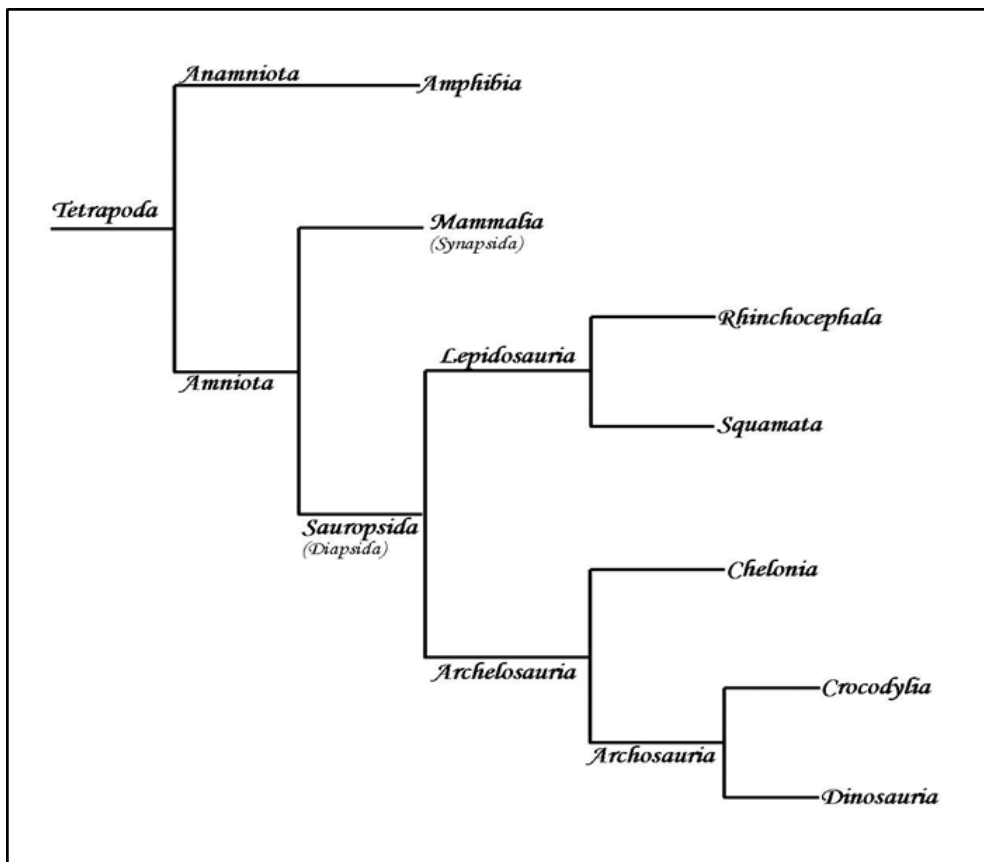 Anamniota
Amphibia
Tetrapoda
Mammalia
(Synapsida)
Rhinchocephala
Lepidosauria
Amniota
Squamata
Sauropsida
(Diapsida)
Chelonia
Archelosauria
Crocodylia
Archosauria
Dinosauria